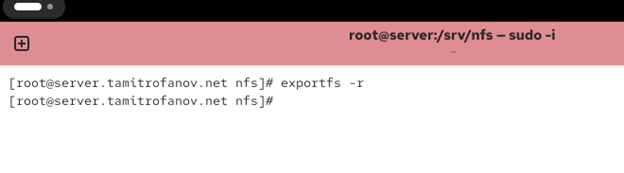 root@server:/srv/nfs — sudo -i
~
[root@server.tamitrofanov.net nfs]# exportfs -r
[root@server.tamitrofanov.net nfs]#